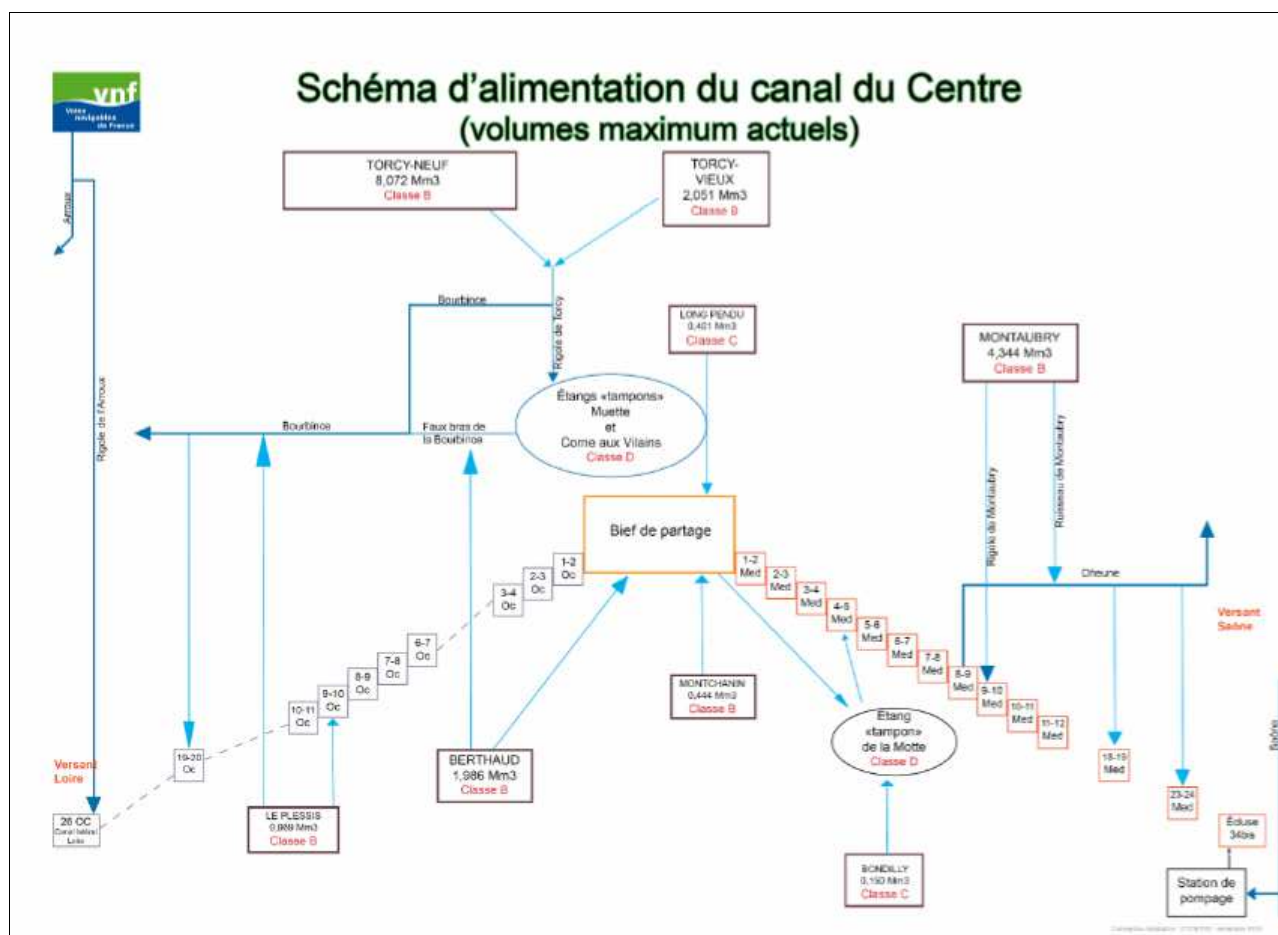 vnf
Voies
navigables
de France
Schéma d'alimentation du canal du Centre
(volumes maximum actuels)
TORCY-NEUF
8,072 Mm3
Classe B
TORCY-
VIEUX
2,051 Mm3
Classe B
Arroux
Rigole de l'Arroux
Bourbince
Rigole de Torcy
LONG PENDU
Classe C
MONTAUBRY
4,344 Mm3
Classe B
Étangs «tampons»
Muette
et
Corne aux Vilains
Classe D
Bourbince
Faux bras de
la Bourbince
Rigole de Montaubry
Ruisseau de Montaubry
Bief de partage
Dheune
1-2
Oc
2-3
Oc
3-4
Oc
6-7
Oc
7-8
Oc
8-9
Oc
9-10
Oc
10-11
Oc
19-20
Oc
1-2
Med
2-3
Med
3-4
Med
4-5
Med
5-6
Med
6-7
Med
7-8
Med
8-9
Med
9-10
Med
10-11
Med
11-12
Med
18-19
Med
23-24
Med
Versant
Saône
Versant
Loire
MONTCHANIN
0,444 Mm3
Classe B
Étang
«tampon»
de la Motte
Classe D
BERTHAUD
1,986 Mm3
Classe B
LE PLESSIS
Classe B
26 OC
Canal latéral
Loire
BONDILLY
0,150 Mm3
Classe C
Écluse
34bis
Station de
pompage
Saône